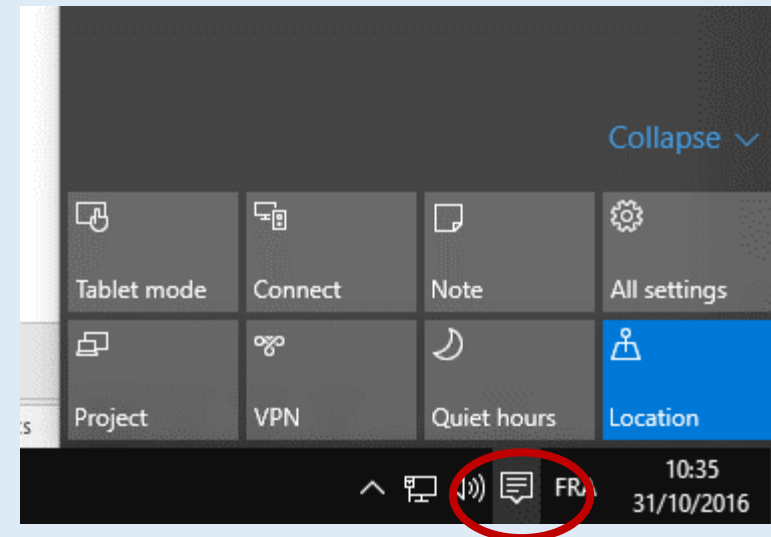 Collapse
Tablet mode Connect Note All settings
s Project VPN Quiet hours Location
10:35
FRA
31/10/2016